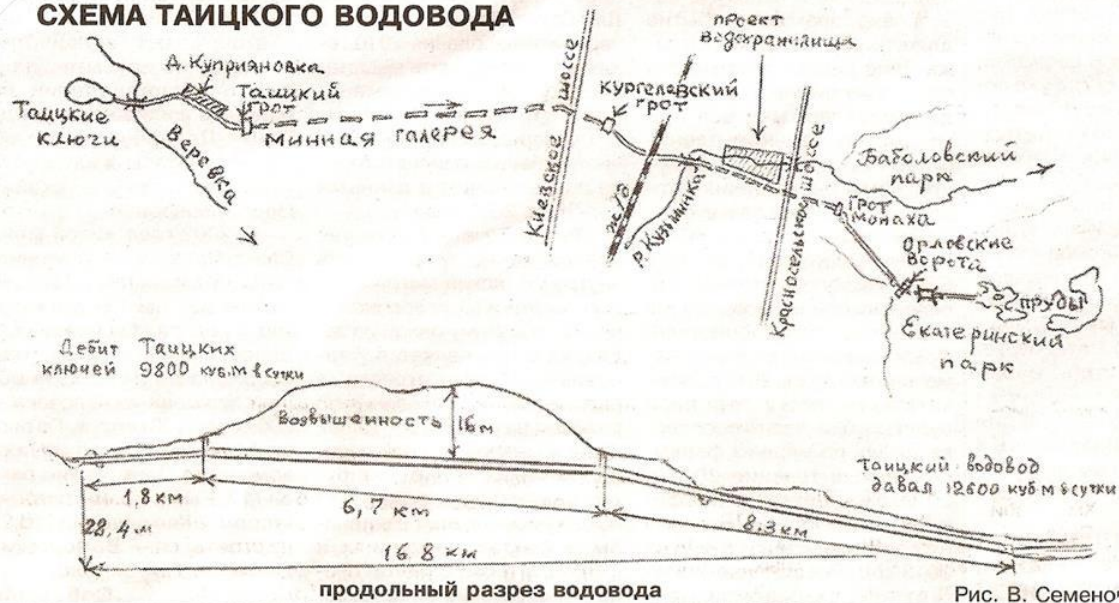 СХЕМА ТАИЦКОГО ВОДОВОДА
проект
водохранилища
д. Куприяновка
Таицкий
грот
Таицкие
ключи
Веревка
Минная галерея
Киевское шоссе
Кургелевский
грот
ж/д
р. Кузьминка
Красносельское шоссе
Баболовский
парк
грот
Монаха
Орловские
ворота
пруды
Екатеринский
парк
Дебит Таицких
ключей 9800 куб.м в сутки
Возвышенность
16м
Таицкий водовод
давал 12600 куб.м в сутки
1,8 км
6,7 км
8,3 км
28,4 м
16.8 км
продольный разрез водовода
Рис. В. Семено